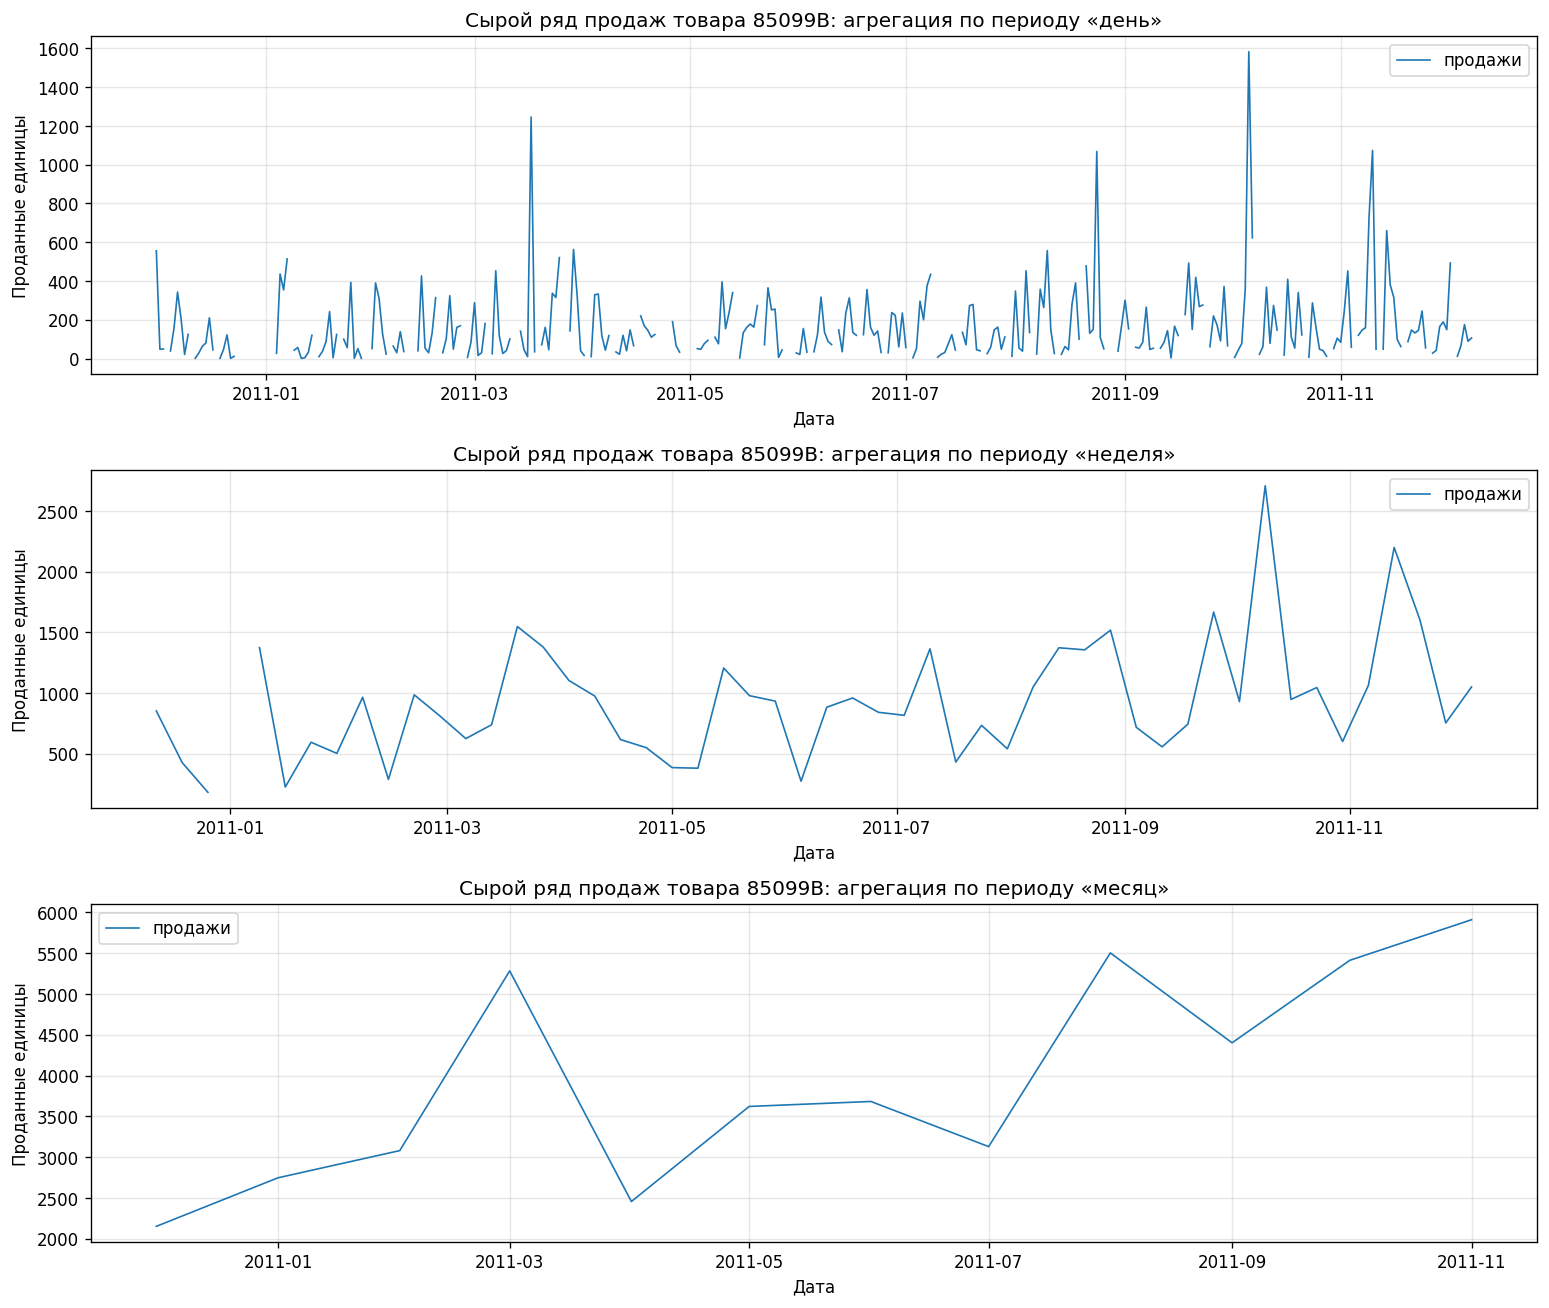 Сырой ряд продаж товара 85099B: агрегация по периоду «день»
продажи
1600
1400
1200
1000
800
600
400
200
0
Проданные единицы
2011-01 2011-03 2011-05 2011-07 2011-09 2011-11
Дата
Сырой ряд продаж товара 85099B: агрегация по периоду «неделя»
продажи
2500
2000
1500
1000
500
Проданные единицы
2011-01 2011-03 2011-05 2011-07 2011-09 2011-11
Дата
Сырой ряд продаж товара 85099B: агрегация по периоду «месяц»
продажи
6000
5500
5000
4500
4000
3500
3000
2500
2000
Проданные единицы
2011-01 2011-03 2011-05 2011-07 2011-09 2011-11
Дата